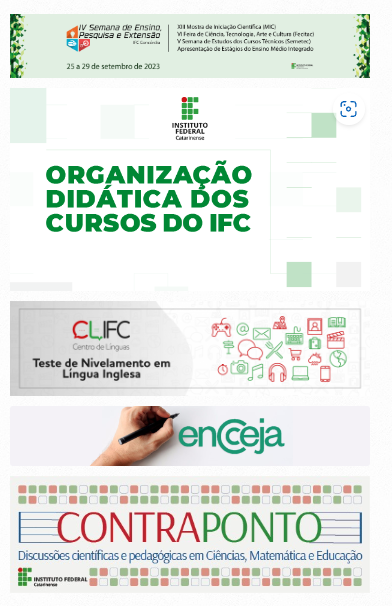 IV Semana de Ensino,
Pesquisa e Extensão
IFC Concórdia
25 a 29 de setembro de 2023
XIII Mostra de Iniciação Científica (MIC)
VI Feira de Ciência, Tecnologia, Arte e Cultura (Fecitac)
V Semana de Estudos dos Cursos Técnicos (Semetec)
Apresentação de Estágios do Ensino Médio Integrado
INSTITUTO
FEDERAL
Catarinense
ORGANIZAÇÃO
DIDÁTICA DOS
CURSOS DO IFC
CLIFC
Centro de Línguas
Teste de Nivelamento em
Língua Inglesa
encceja
CONTRAPONTO
Discussões científicas e pedagógicas em Ciências, Matemática e Educação
INSTITUTO FEDERAL
Catarinense